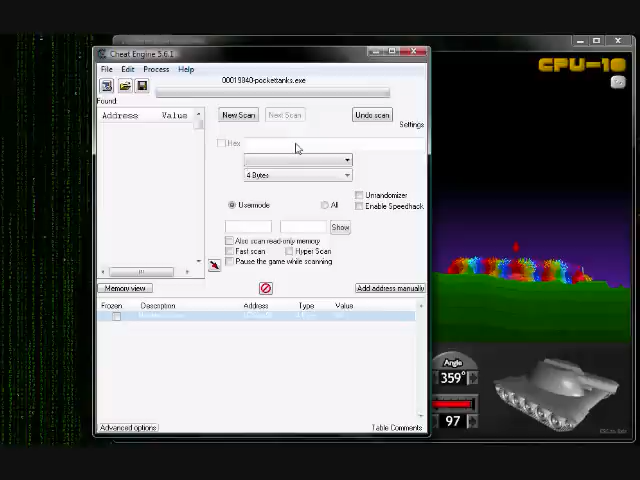 Cheat Engine 5.6.1
CPU-10
File Edit Process Help
00019840-pockettanks.exe
Found:
Address Value
New Scan Next Scan Undo scan
Settings
Hex
4 Bytes
Unrandomizer
Usermode All Enable Speedhack
Show
Also scan read-only memory
Fast scan Hyper Scan
Pause the game while scanning
Memory view Add address manually
Frozen Description Address Type Value
Angle
359°
97
Advanced options Table Comments